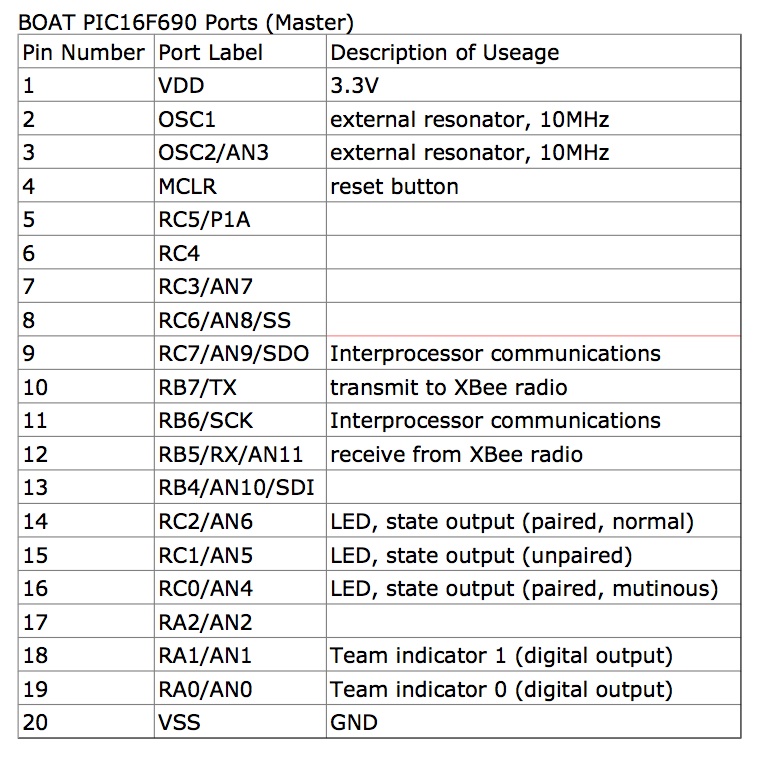 BOAT PIC16F690 Ports (Master)
Pin Number Port Label Description of Useage
1 VDD 3.3V
2 OSC1 external resonator, 10MHz
3 OSC2/AN3 external resonator, 10MHz
4 MCLR reset button
5 RC5/P1A
6 RC4
7 RC3/AN7
8 RC6/AN8/SS
9 RC7/AN9/SDO Interprocessor communications
10 RB7/TX transmit to XBee radio
11 RB6/SCK Interprocessor communications
12 RB5/RX/AN11 receive from XBee radio
13 RB4/AN10/SDI
14 RC2/AN6 LED, state output (paired, normal)
15 RC1/AN5 LED, state output (unpaired)
16 RC0/AN4 LED, state output (paired, mutinous)
17 RA2/AN2
18 RA1/AN1 Team indicator 1 (digital output)
19 RA0/AN0 Team indicator 0 (digital output)
20 VSS GND